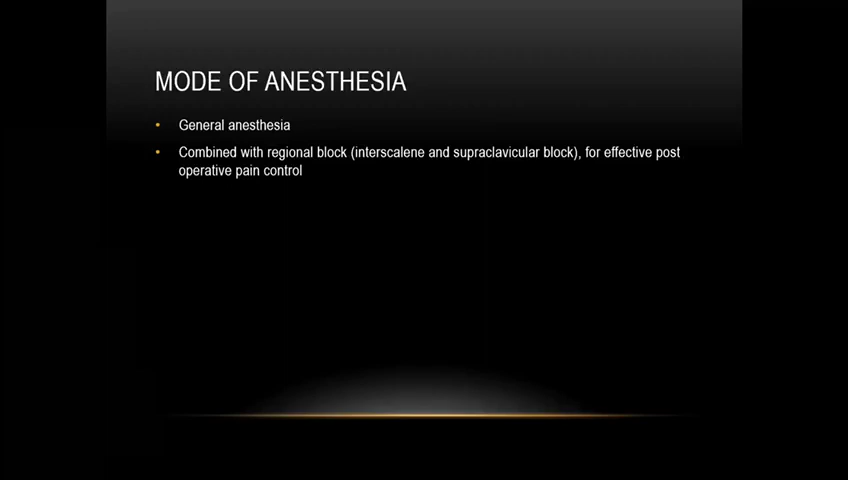 MODE OF ANESTHESIA
• General anesthesia
• Combined with regional block (interscalene and supraclavicular block), for effective post
operative pain control